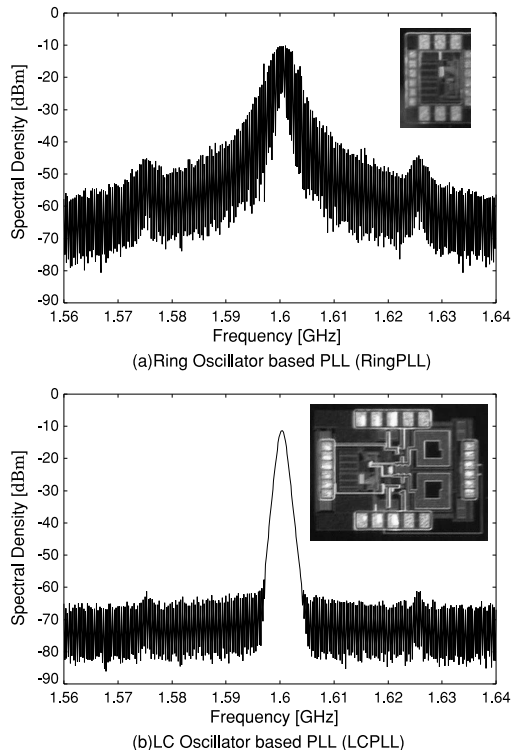 0
-10
-20
-30
-40
-50
-60
-70
-80
-90
Spectral Density [dBm]
1.56 1.57 1.58 1.59 1.6 1.61 1.62 1.63 1.64
Frequency [GHz]
(a)Ring Oscillator based PLL (RingPLL)
0
-10
-20
-30
-40
-50
-60
-70
-80
-90
Spectral Density [dBm]
1.56 1.57 1.58 1.59 1.6 1.61 1.62 1.63 1.64
Frequency [GHz]
(b)LC Oscillator based PLL (LCPLL)